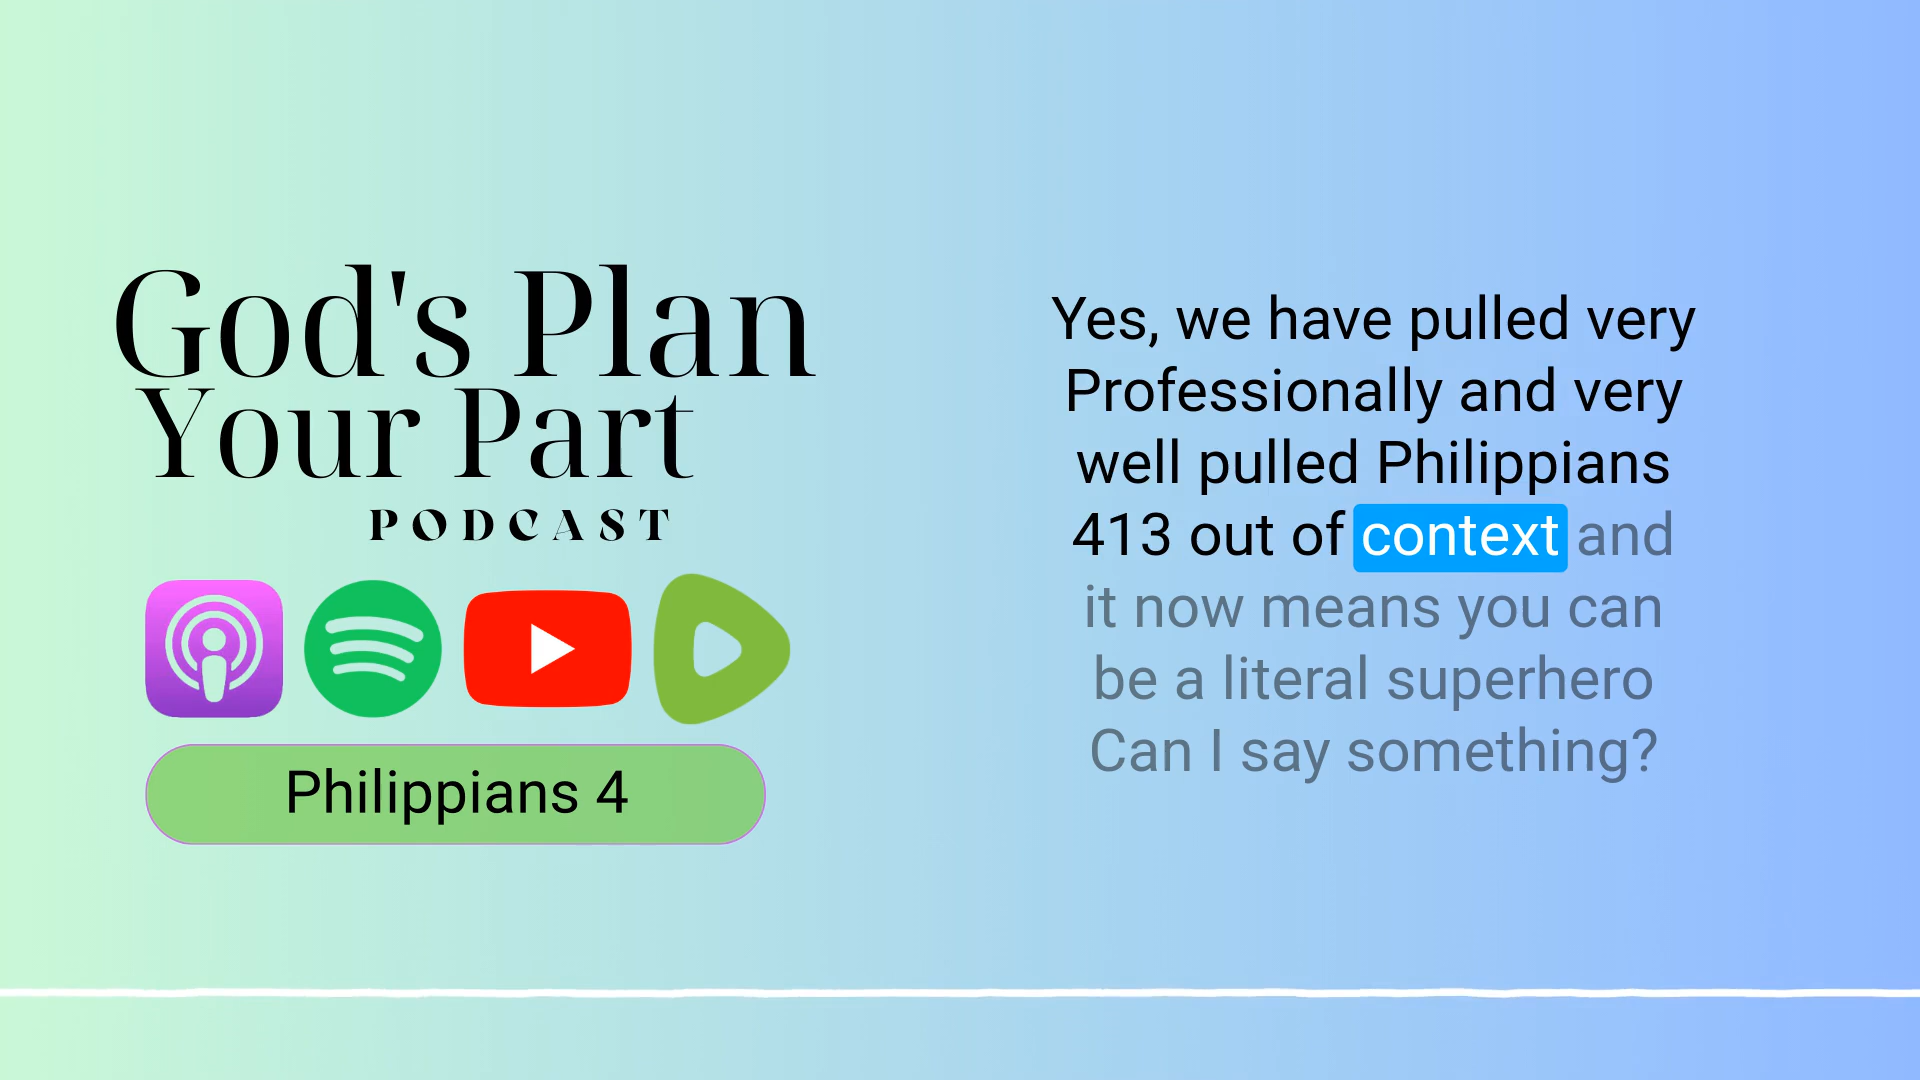 God's Plan
Your Part
PODCAST
Philippians 4
Yes, we have pulled very
Professionally and very
well pulled Philippians
413 out of context and
it now means you can
be a literal superhero
Can I say something?